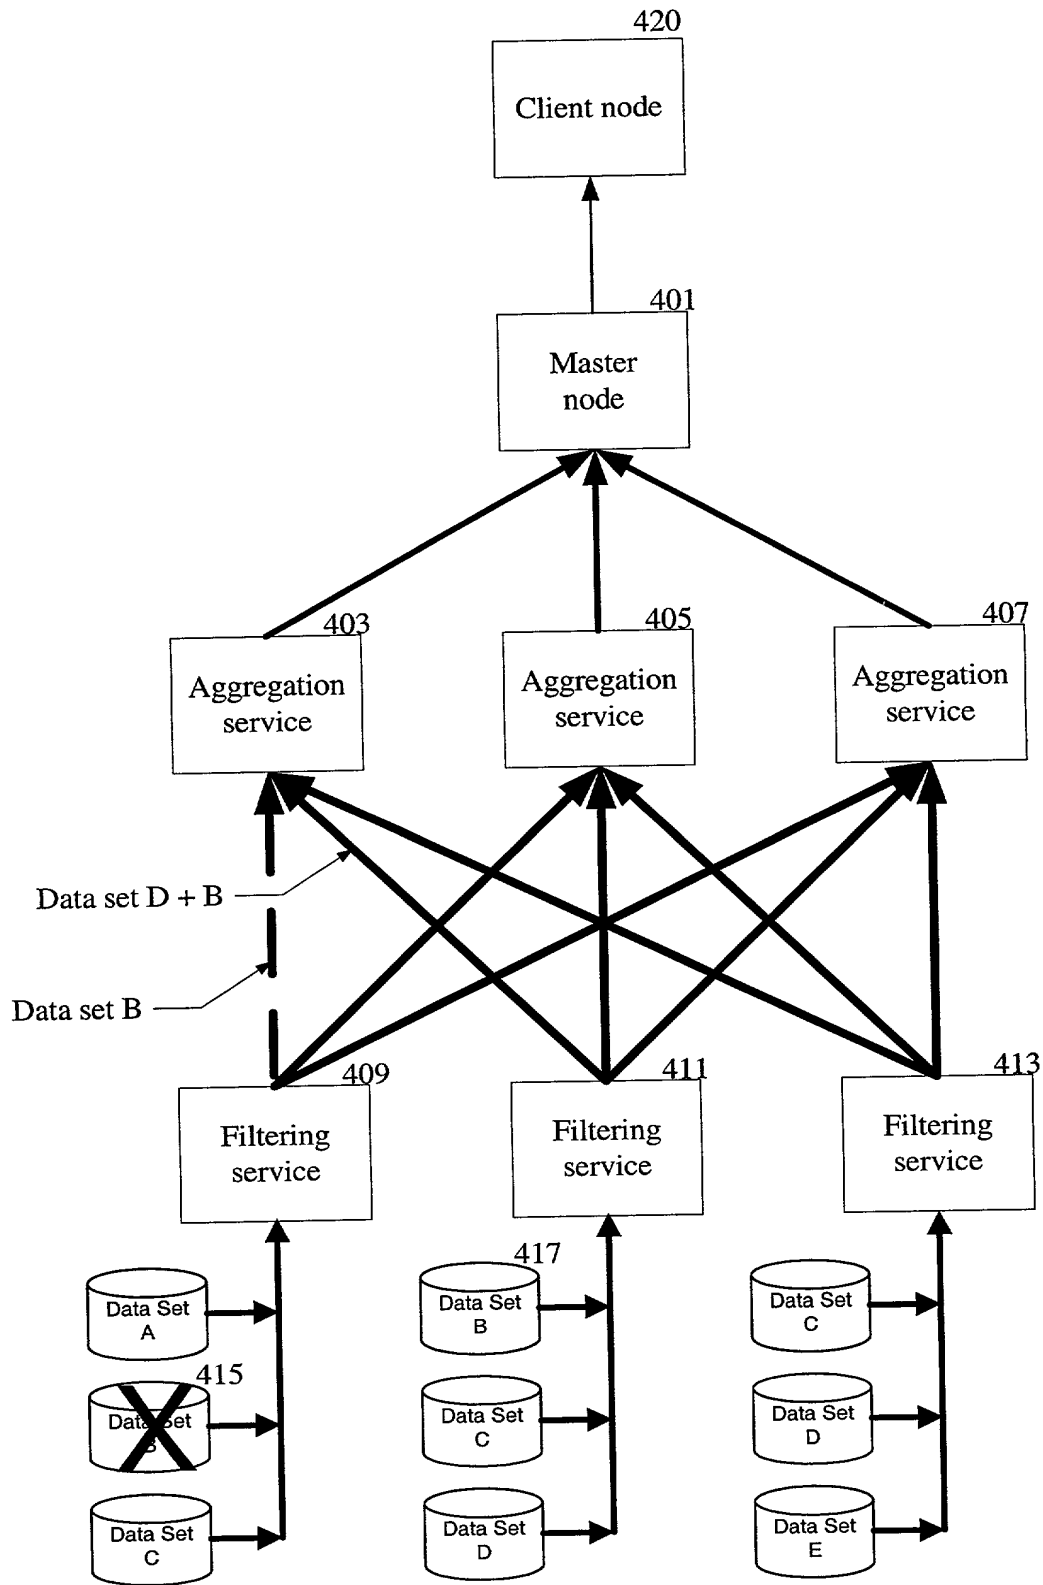 420
Client node
401
Master
node
403
Aggregation
service
405
Aggregation
service
407
Aggregation
service
Data set D + B
Data set B
409
Filtering
service
411
Filtering
service
413
Filtering
service
Data Set
A
415
Data Set
B
Data Set
C
417
Data Set
B
Data Set
C
Data Set
D
Data Set
C
Data Set
D
Data Set
E